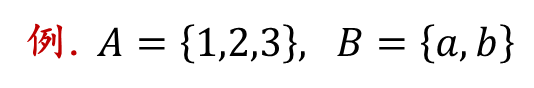 例. A = {1,2,3}, B = {a, b}